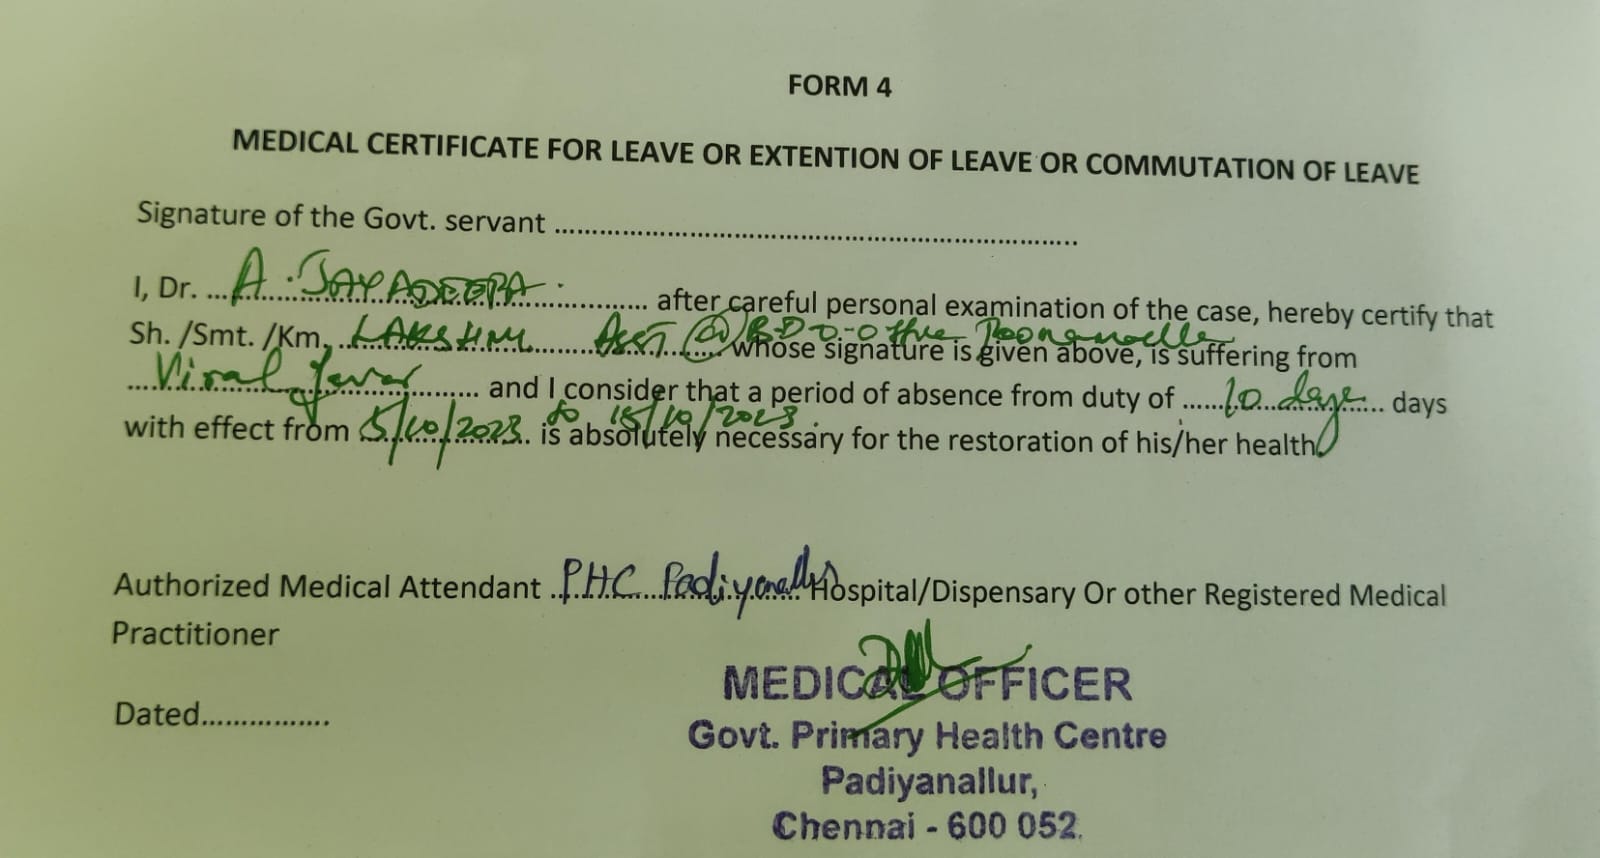 FORM 4
MEDICAL CERTIFICATE FOR LEAVE OR EXTENTION OF LEAVE OR COMMUTATION OF LEAVE
Signature of the Govt. servant ....................
I, Dr. ... A. JAYADEEPA ............ after careful personal examination of the case, hereby certify that
Sh. /Smt. /Km. LAKSHMI Asst @ B.D.O-Office Poonamallee whose signature is given above, is suffering from
.... Viral fever ............ and I consider that a period of absence from duty of ...... 10 days ...... days
with effect from 5/10/2023 to 15/10/2023. is absolutely necessary for the restoration of his/her health
Authorized Medical Attendant ... PHC Padiyanallur Hospital/Dispensary Or other Registered Medical
Practitioner
MEDICAL OFFICER
Dated................
Govt. Primary Health Centre
Padiyanallur,
Chennai - 600 052.